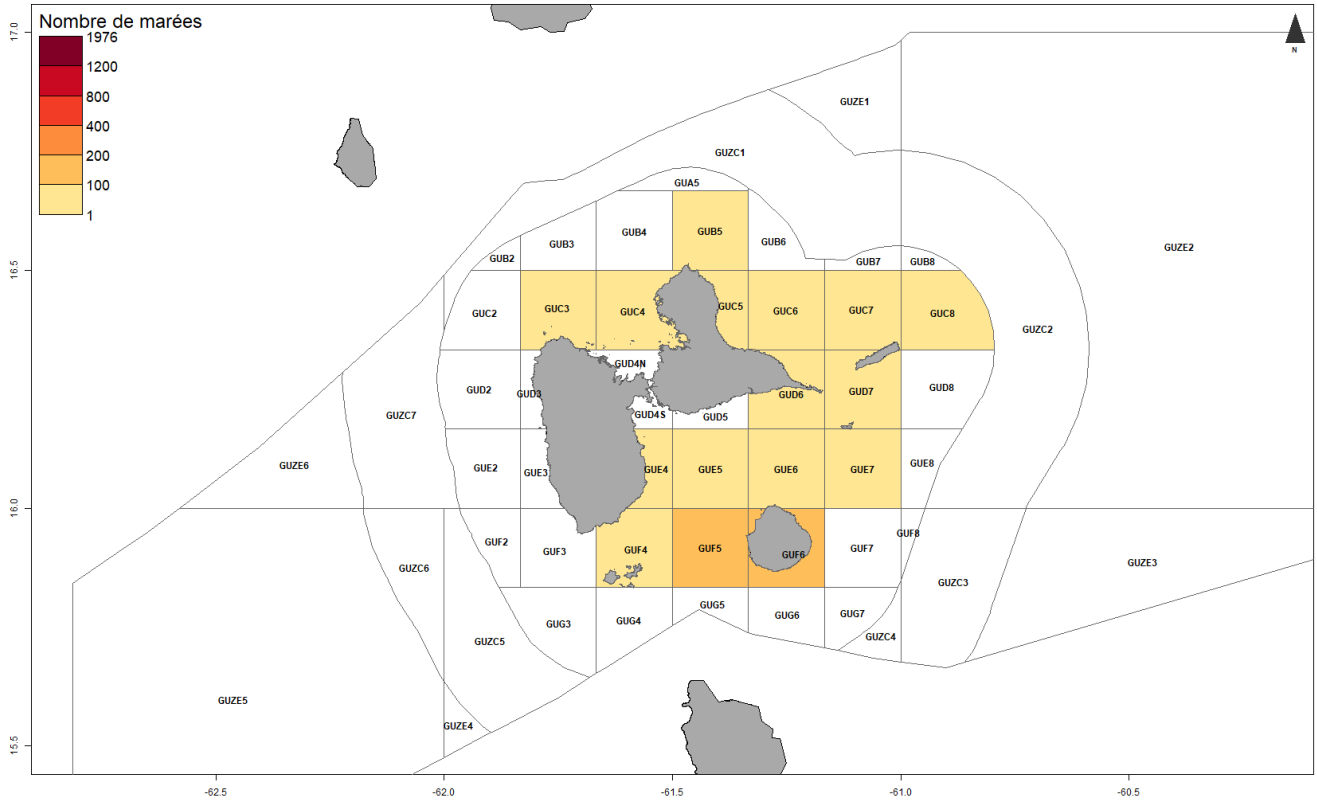 Nombre de marées
1976
1200
800
400
200
100
1
N
17.0
16.5
16.0
15.5
-62.5
-62.0
-61.5
-61.0
-60.5
GUZE1
GUZC1
GUA5
GUB2
GUB3
GUB4
GUB5
GUB6
GUB7
GUB8
GUZE2
GUC2
GUC3
GUC4
GUC5
GUC6
GUC7
GUC8
GUZC2
GUD2
GUD3
GUD4N
GUD4S
GUD5
GUD6
GUD7
GUD8
GUZC7
GUZE6
GUE2
GUE3
GUE4
GUE5
GUE6
GUE7
GUE8
GUF2
GUF3
GUF4
GUF5
GUF6
GUF7
GUF8
GUZE3
GUZC6
GUZC3
GUG3
GUG4
GUG5
GUG6
GUG7
GUZC4
GUZC5
GUZE5
GUZE4